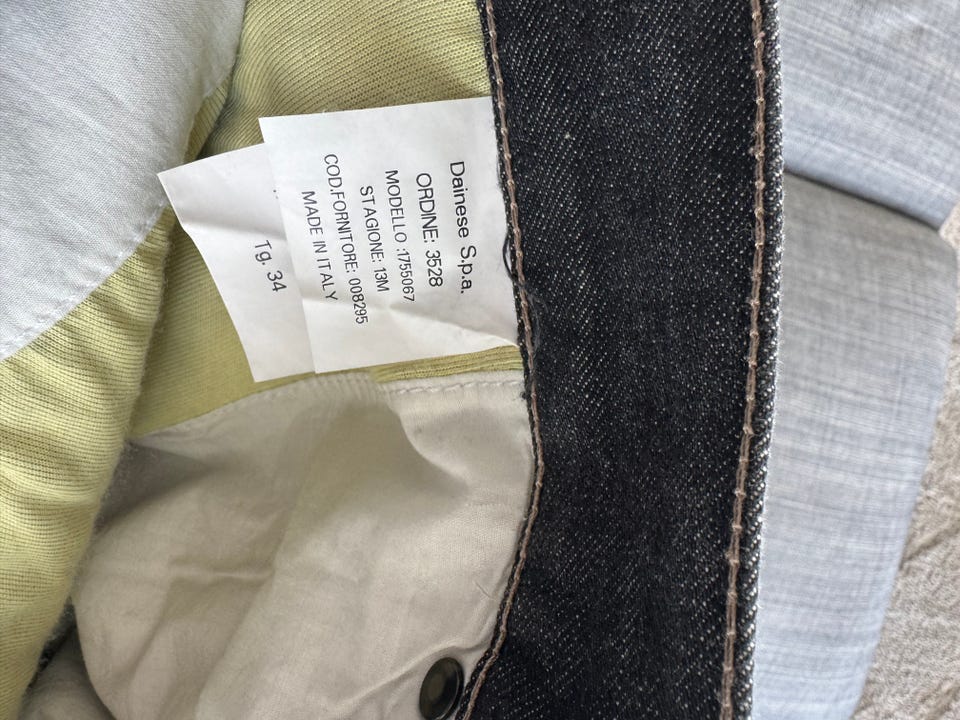 Dainese S.p.a.
ORDINE: 3528
MODELLO :1755067
STAGIONE: 13M
COD.FORNITORE: 008295
MADE IN ITALY
Tg. 34